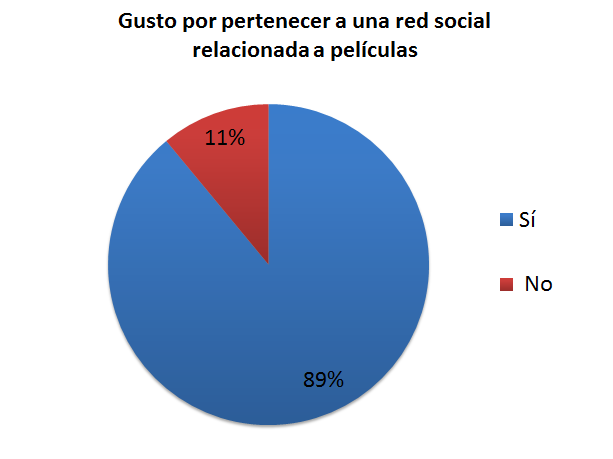 Gusto por pertenecer a una red social
relacionada a películas
11%
Sí
No
89%